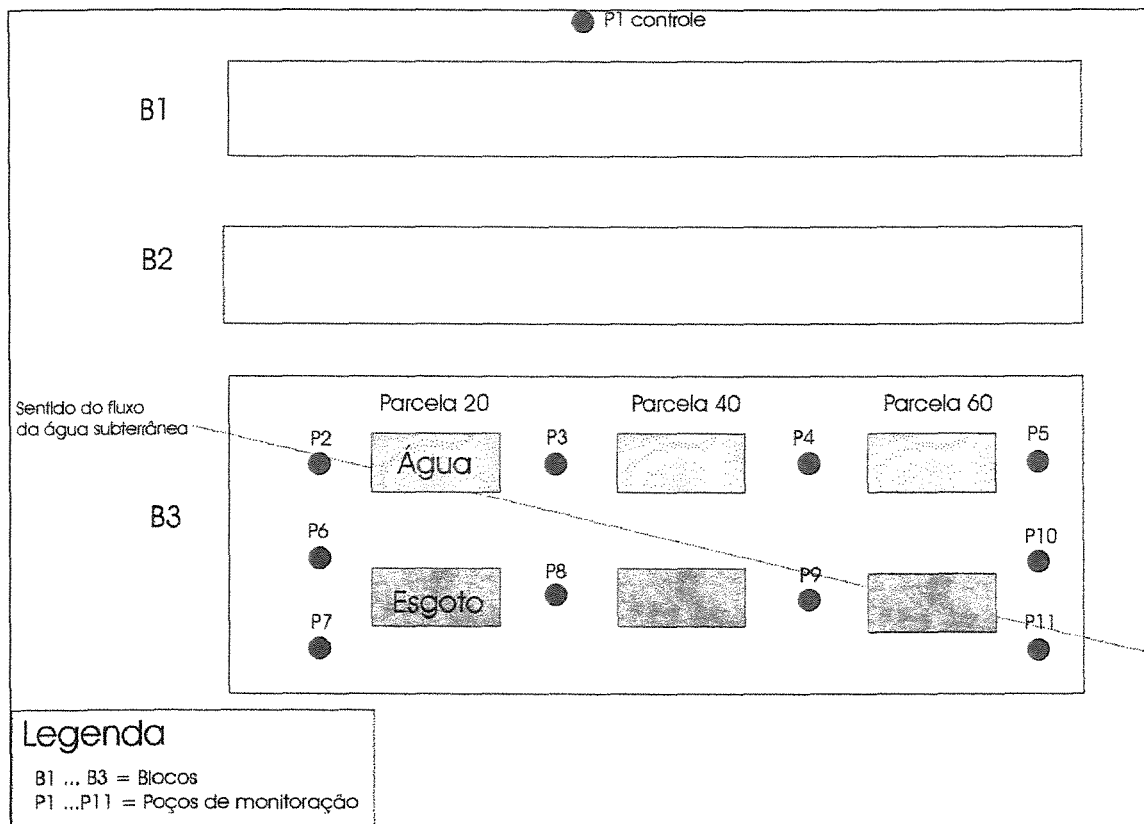 P1 controle
B1
B2
Sentido do fluxo
da água subterrânea
Parcela 20
Parcela 40
Parcela 60
P2
Água
P3
P4
P5
B3
P6
P10
Esgoto
P8
P9
P7
P11
Legenda
B1 ... B3 = Blocos
P1 ...P11 = Poços de monitoração